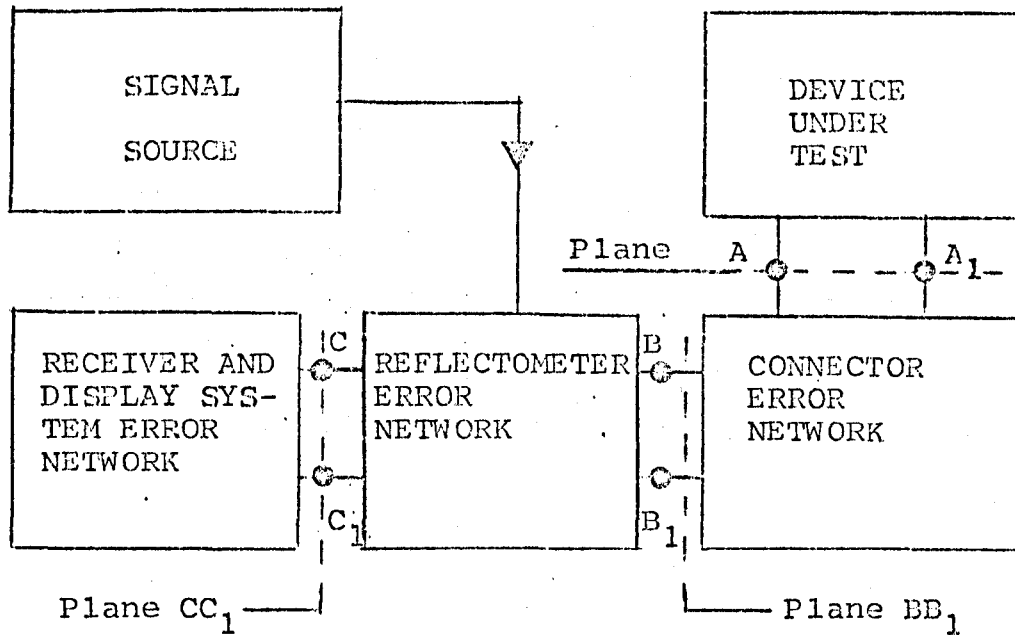 SIGNAL
SOURCE
DEVICE
UNDER
TEST
Plane A A1
RECEIVER AND
DISPLAY SYS-
TEM ERROR
NETWORK
C
C1
REFLECTOMETER
ERROR
NETWORK
B
B1
CONNECTOR
ERROR
NETWORK
Plane CC1
Plane BB1